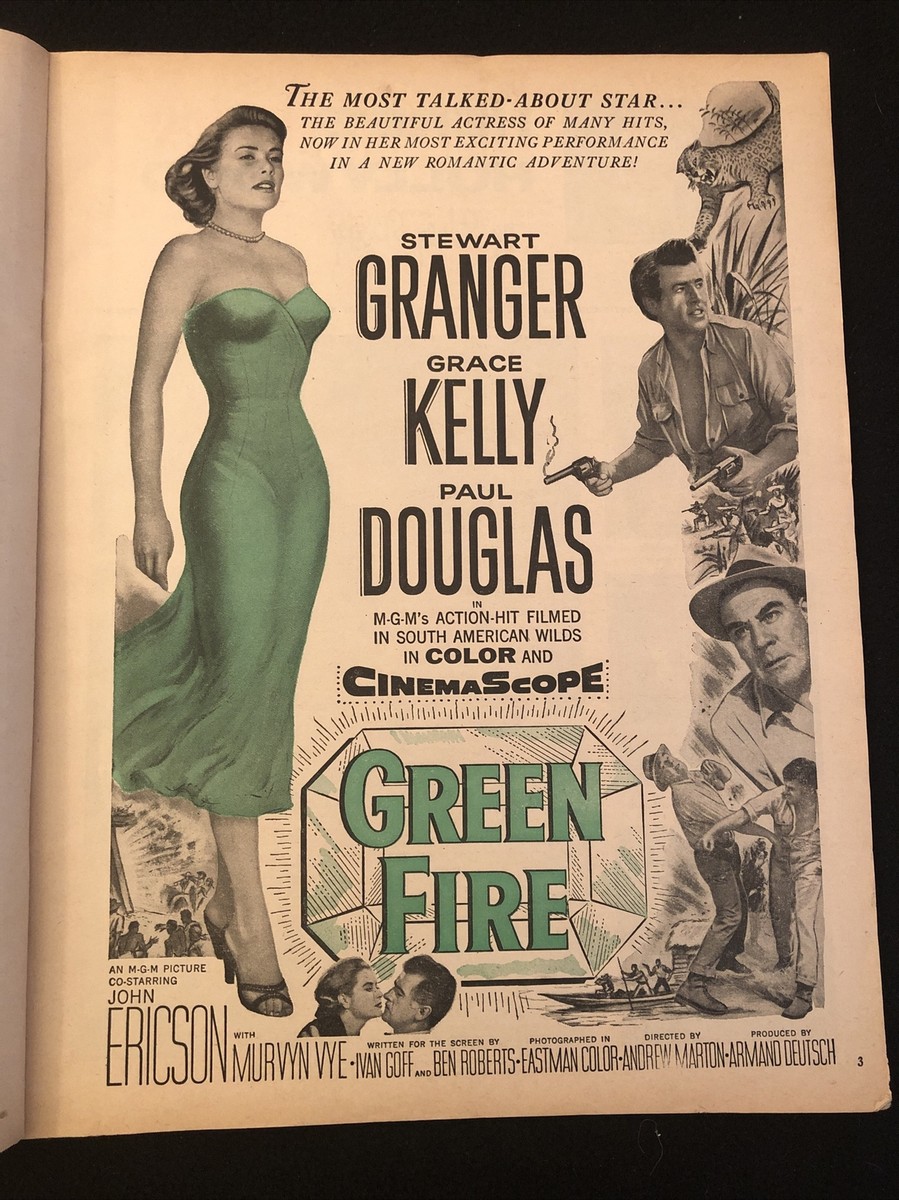 THE MOST TALKED-ABOUT STAR...
THE BEAUTIFUL ACTRESS OF MANY HITS,
NOW IN HER MOST EXCITING PERFORMANCE
IN A NEW ROMANTIC ADVENTURE!
STEWART
GRANGER
GRACE
KELLY
PAUL
DOUGLAS
IN
M-G-M's ACTION-HIT FILMED
IN SOUTH AMERICAN WILDS
IN COLOR AND
CINEMASCOPE
GREEN
FIRE
AN M-G-M PICTURE
CO-STARRING
JOHN
ERICSON
WITH
MURVYN VYE •
WRITTEN FOR THE SCREEN BY
IVAN GOFF AND BEN ROBERTS •
PHOTOGRAPHED IN
EASTMAN COLOR •
DIRECTED BY
ANDREW MARTON •
PRODUCED BY
ARMAND DEUTSCH
3